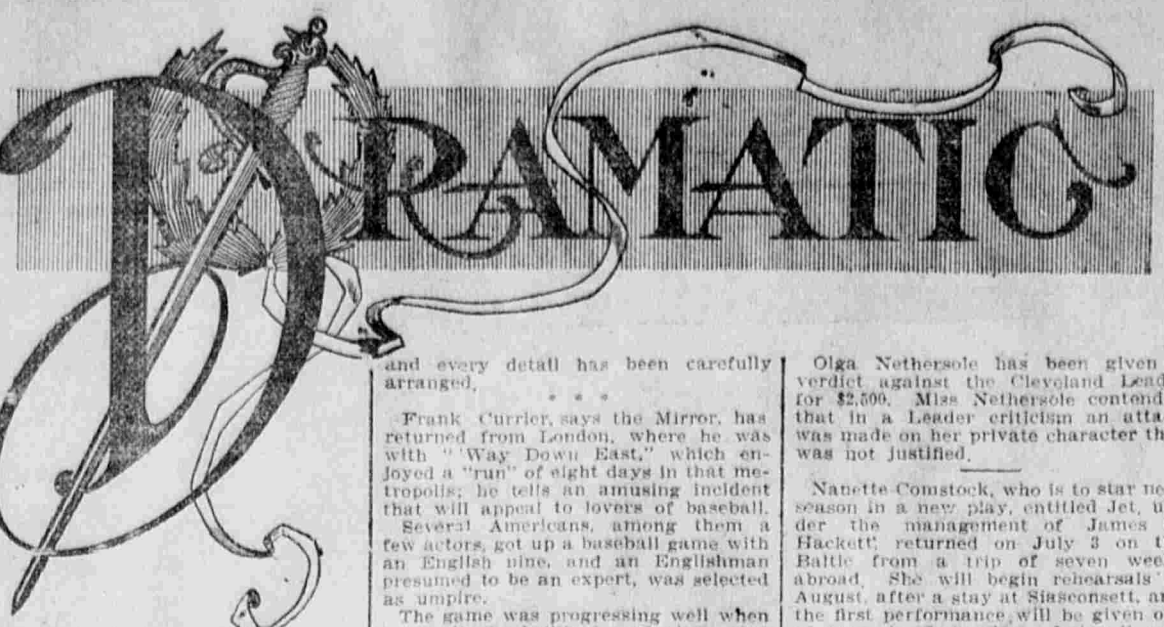 DRAMATIC
and every detail has been carefully
arranged.
* * *
Frank Currier, says the Mirror, has
returned from London, where he was
with "'Way Down East," which en-
joyed a "run" of eight days in that me-
tropolis; he tells an amusing incident
that will appeal to lovers of baseball.
Several Americans, among them a
few actors, got up a baseball game with
an English nine, and an Englishman
presumed to be an expert, was selected
as umpire.
The game was progressing well when
Olga Nethersole has been given
verdict against the Cleveland Lead
for $2,500. Miss Nethersole contend
that in a Leader criticism an atta
was made on her private character th
was not justified.
Nanette Comstock, who is to star ne
season in a new play, entitled Jet, u
der the management of James
Hackett, returned on July 3 on t
Baltic from a trip of seven wee
abroad. She will begin rehearsals
August, after a stay at Siasconsett, an
the first performance will be given o